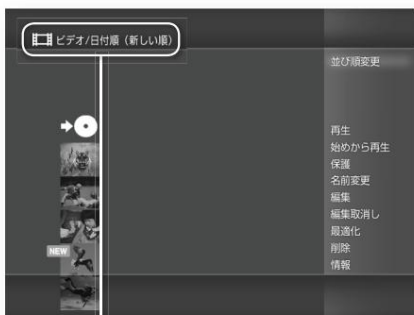 ビデオ/日付順（新しい順）
並び順変更
再生
始めから再生
保護
名前変更
編集
編集取消し
最適化
削除
情報
NEW